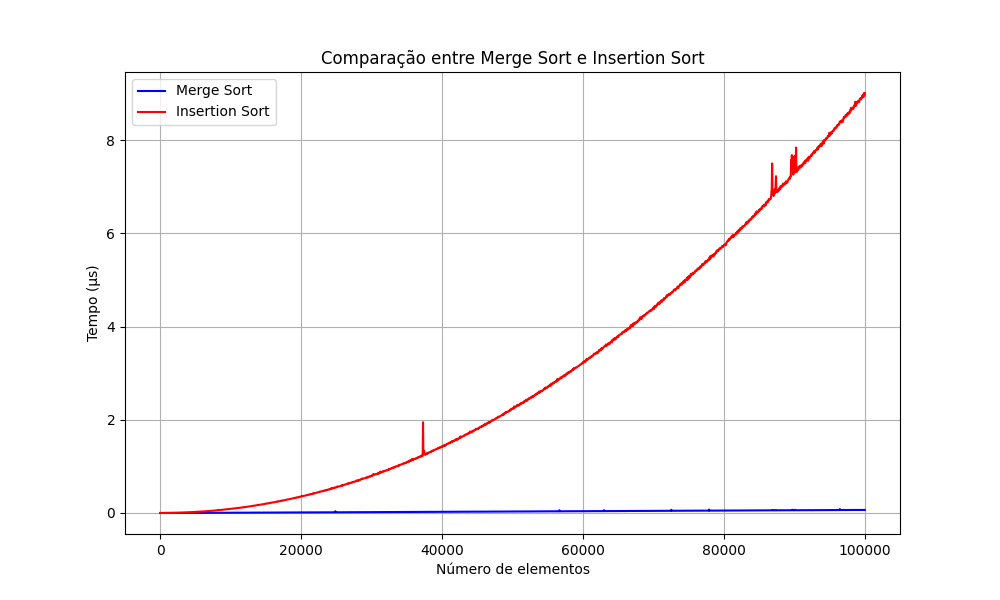 Comparação entre Merge Sort e Insertion Sort
Merge Sort
Insertion Sort
8
6
4
2
0
Tempo (μs)
0 20000 40000 60000 80000 100000
Número de elementos